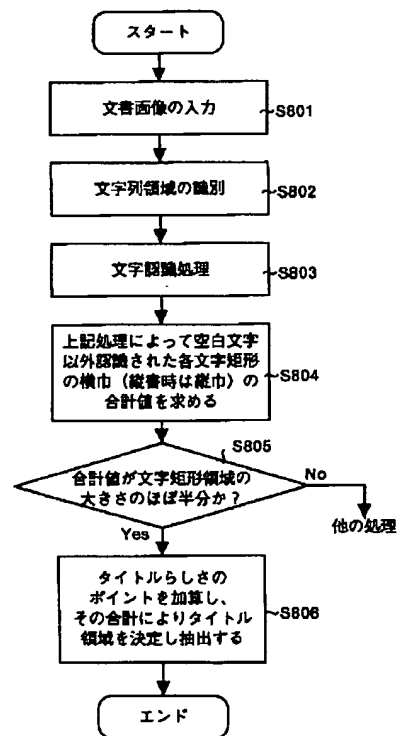 スタート
文書画像の入力
S801
文字列領域の識別
S802
文字認識処理
S803
上記処理によって空白文字
以外認識された各文字矩形
の横巾（縦書時は縦巾）の
合計値を求める
S804
S805
合計値が文字矩形領域の
大きさのほぼ半分か？
No
他の処理
Yes
タイトルらしさの
ポイントを加算し、
その合計によりタイトル
領域を決定し抽出する
S806
エンド